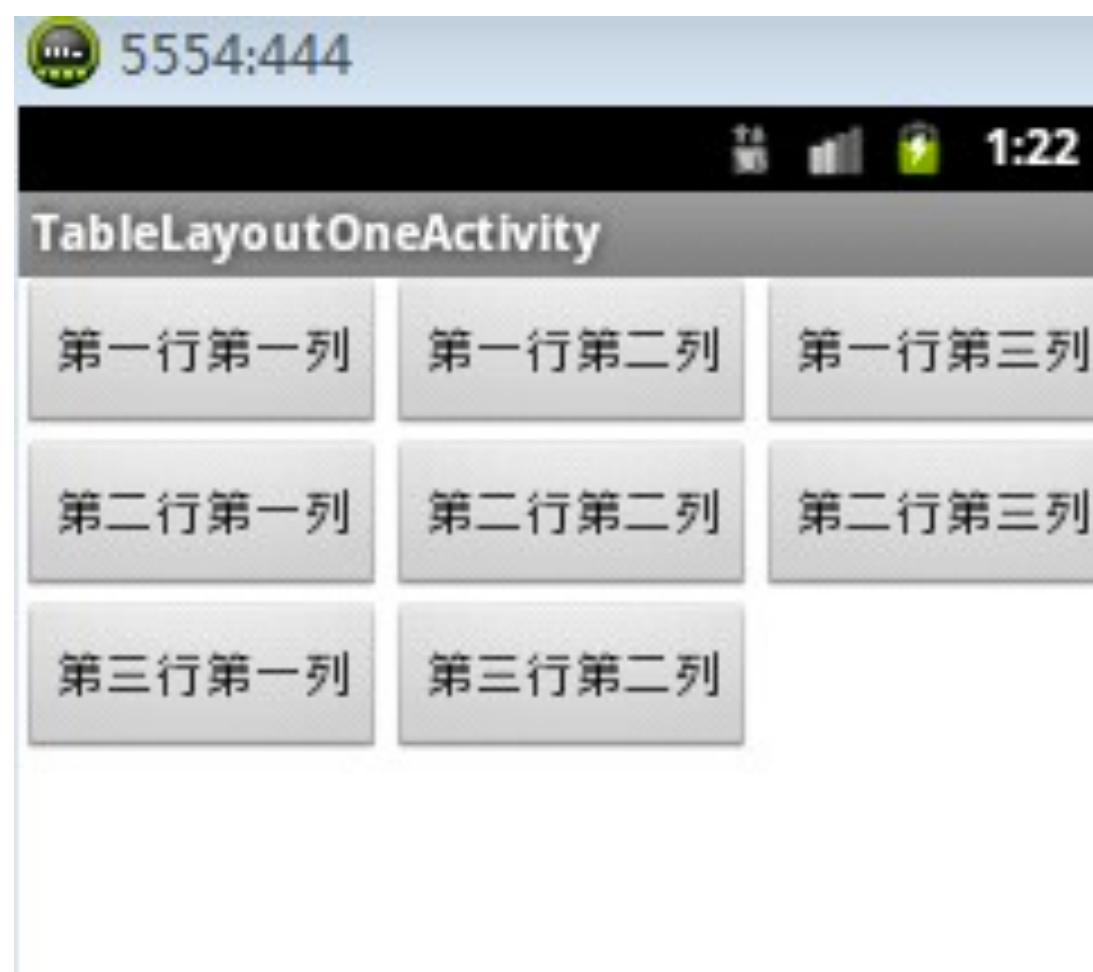 5554:444
1:22
TableLayoutOneActivity
第一行第一列 第一行第二列 第一行第三列
第二行第一列 第二行第二列 第二行第三列
第三行第一列 第三行第二列